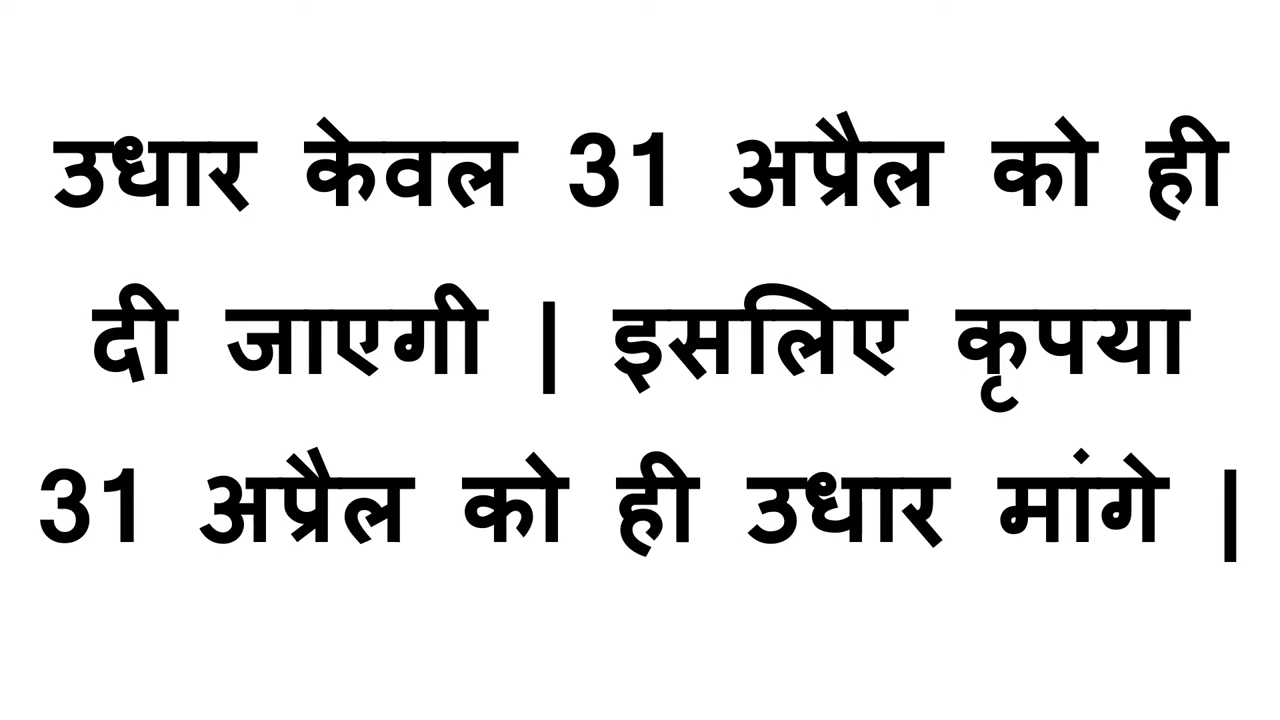 उधार केवल 31 अप्रैल को ही
दी जाएगी | इसलिए कृपया
31 अप्रैल को ही उधार मांगे |